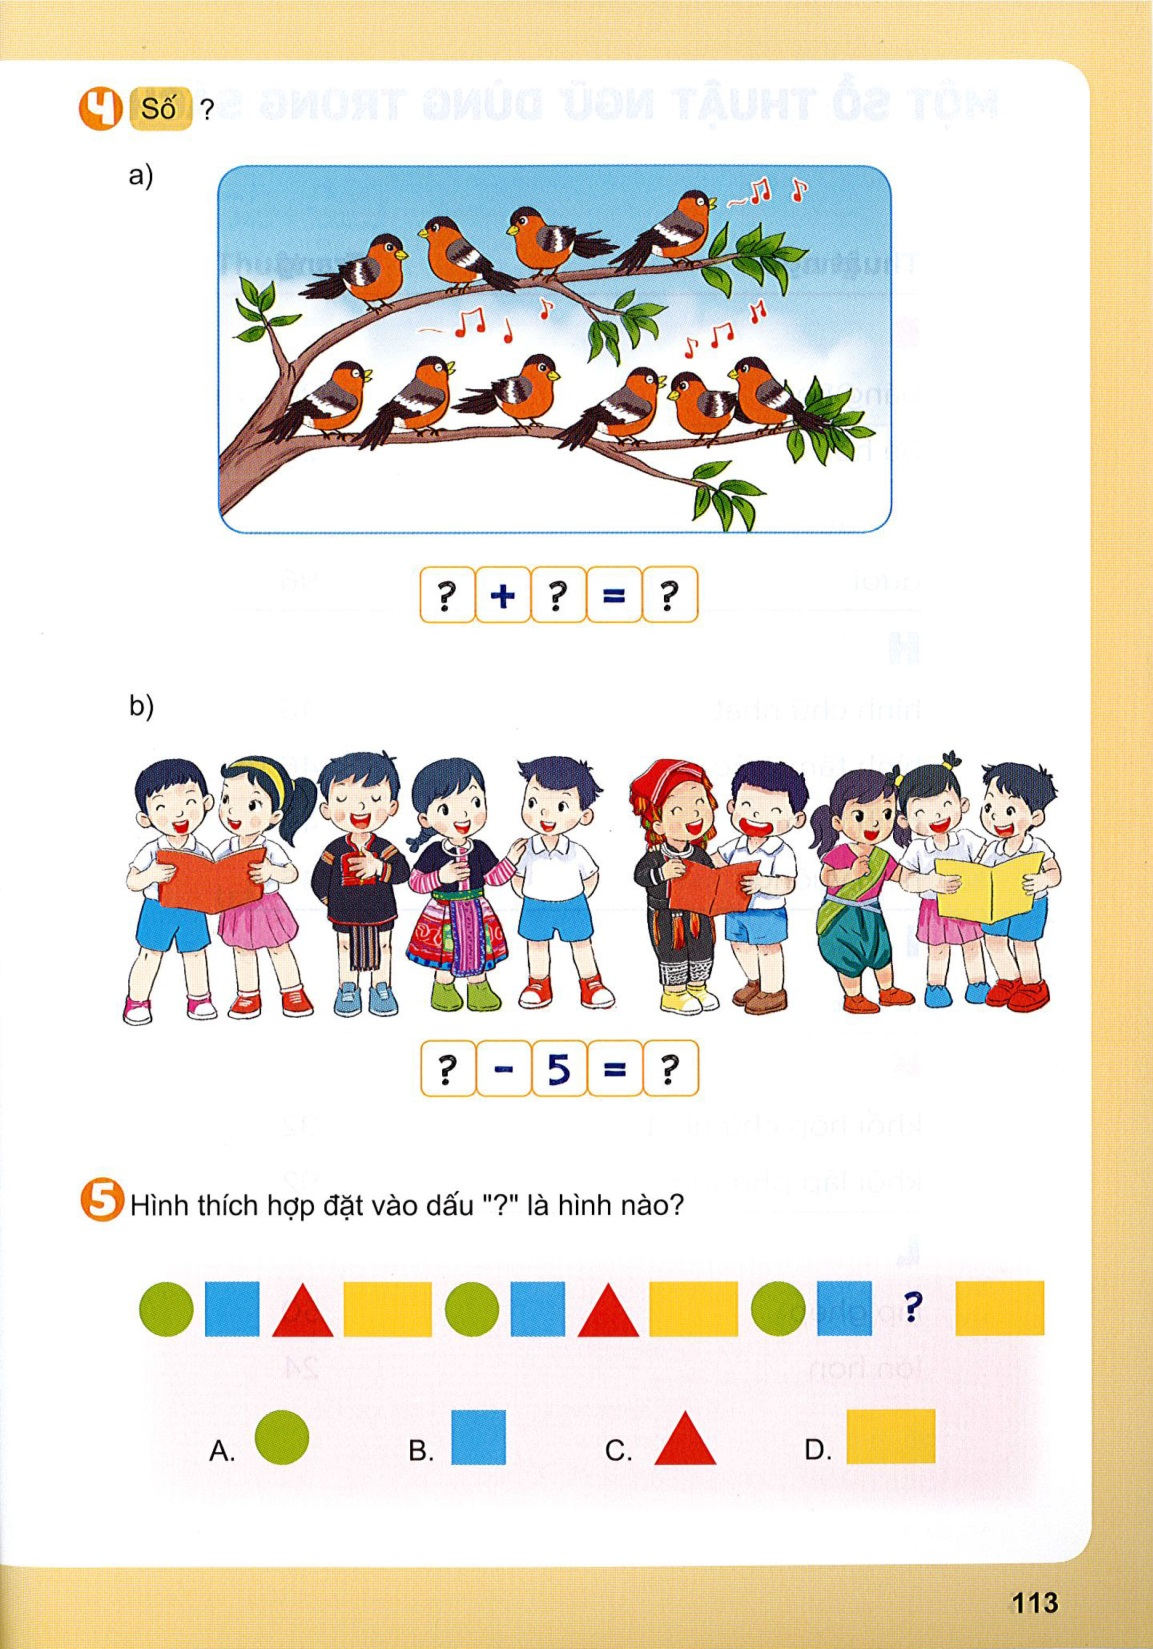 4 Số ?
a)
? + ? = ?
b)
? - 5 = ?
5 Hình thích hợp đặt vào dấu "?" là hình nào?
?
A. B. C. D.
113